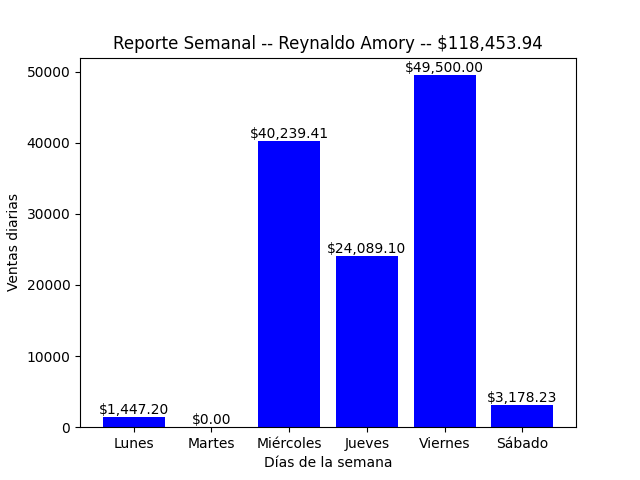 Reporte Semanal -- Reynaldo Amory -- $118,453.94
50000
40000
30000
20000
10000
0
Ventas diarias
$1,447.20
$0.00
$40,239.41
$24,089.10
$49,500.00
$3,178.23
Lunes
Martes
Miércoles
Jueves
Viernes
Sábado
Días de la semana